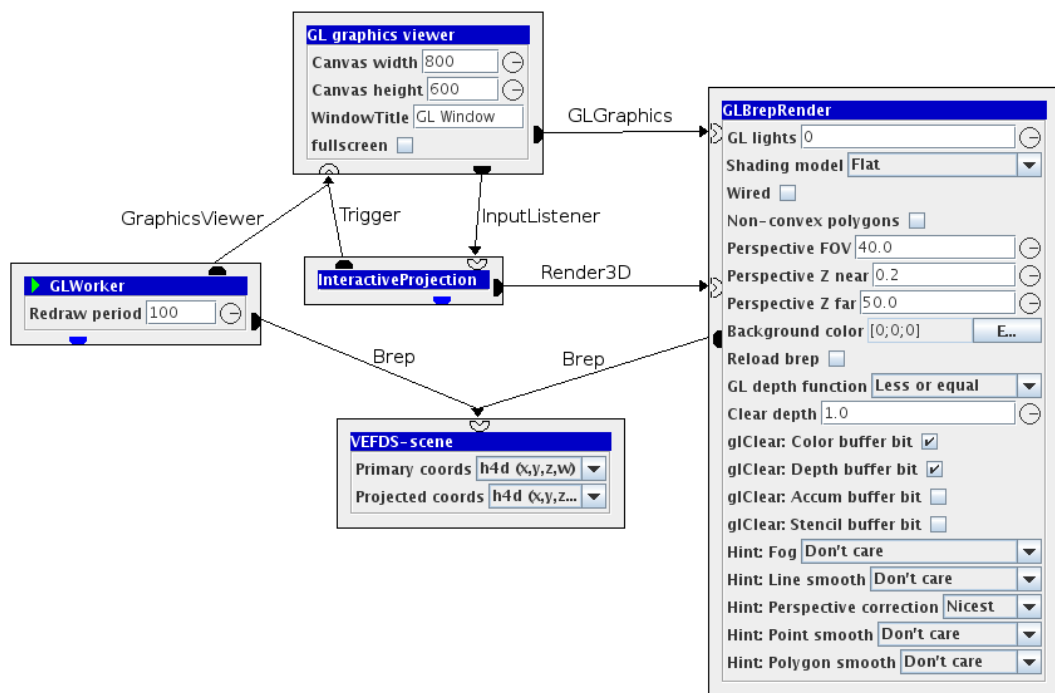 GL graphics viewer
Canvas width 800
Canvas height 600
WindowTitle GL Window
fullscreen
GLGraphics
GraphicsViewer
Trigger
InputListener
GLWorker
Redraw period 100
InteractiveProjection
Render3D
Brep
Brep
VEFDS-scene
Primary coords h4d (x,y,z,w)
Projected coords h4d (x,y,z...
GLBrepRender
GL lights 0
Shading model Flat
Wired
Non-convex polygons
Perspective FOV 40.0
Perspective Z near 0.2
Perspective Z far 50.0
Background color [0;0;0] E...
Reload brep
GL depth function Less or equal
Clear depth 1.0
glClear: Color buffer bit
glClear: Depth buffer bit
glClear: Accum buffer bit
glClear: Stencil buffer bit
Hint: Fog Don't care
Hint: Line smooth Don't care
Hint: Perspective correction Nicest
Hint: Point smooth Don't care
Hint: Polygon smooth Don't care